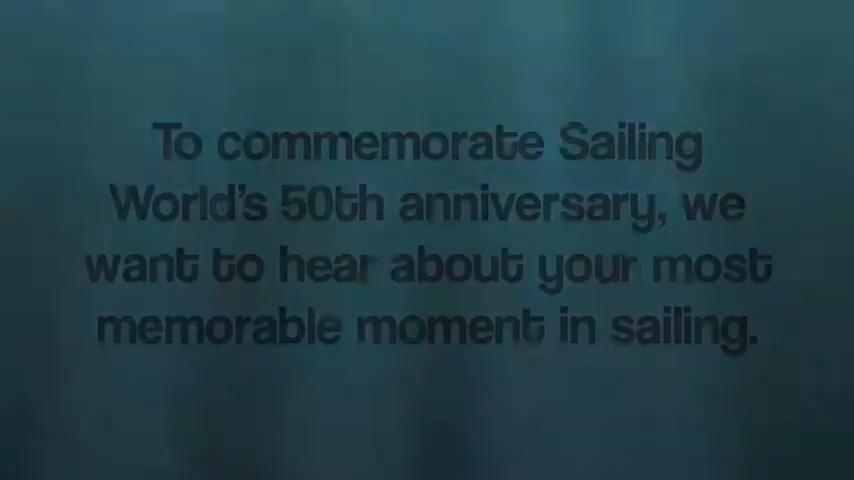 To commemorate Sailing
World's 50th anniversary, we
want to hear about your most
memorable moment in sailing.